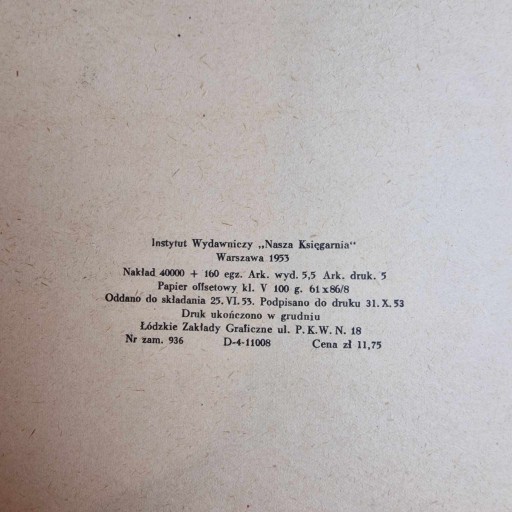 Instytut Wydawniczy „Nasza Księgarnia“
Warszawa 1953
Nakład 40000 + 160 egz. Ark. wyd. 5,5 Ark. druk. 5
Papier offsetowy kl. V 100 g. 61 x 86/8
Oddano do składania 25. VI. 53. Podpisano do druku 31. X. 53
Druk ukończono w grudniu
Łódzkie Zakłady Graficzne ul. P. K. W. N. 18
Nr zam. 936 D-4-11008 Cena zł 11,75